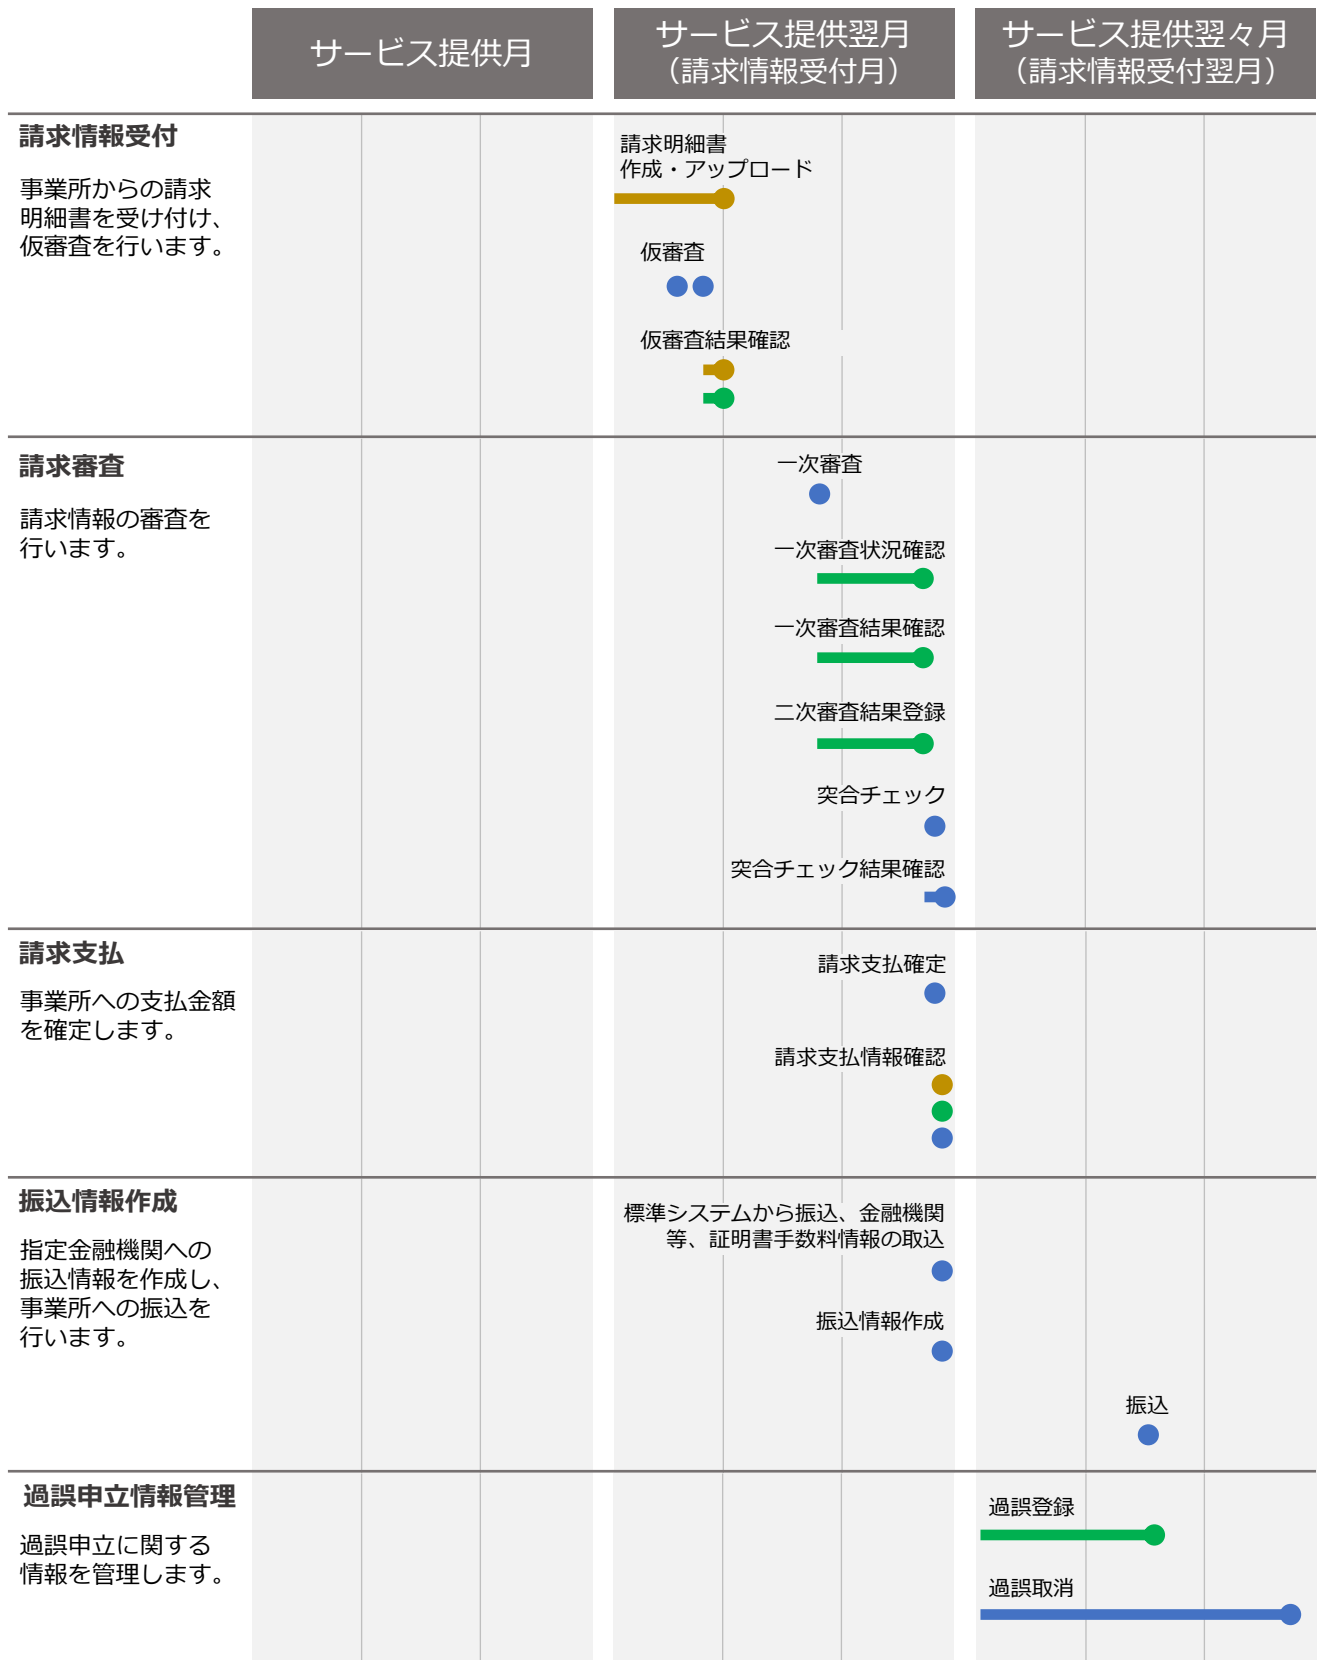 サービス提供月
サービス提供翌月
（請求情報受付月）
サービス提供翌々月
（請求情報受付翌月）
請求情報受付
事業所からの請求
明細書を受け付け、
仮審査を行います。
請求明細書
作成・アップロード
仮審査
仮審査結果確認
請求審査
請求情報の審査を
行います。
一次審査
一次審査状況確認
一次審査結果確認
二次審査結果登録
突合チェック
突合チェック結果確認
請求支払
事業所への支払金額
を確定します。
請求支払確定
請求支払情報確認
振込情報作成
指定金融機関への
振込情報を作成し、
事業所への振込を
行います。
標準システムから振込、金融機関
等、証明書手数料情報の取込
振込情報作成
振込
過誤申立情報管理
過誤申立に関する
情報を管理します。
過誤登録
過誤取消